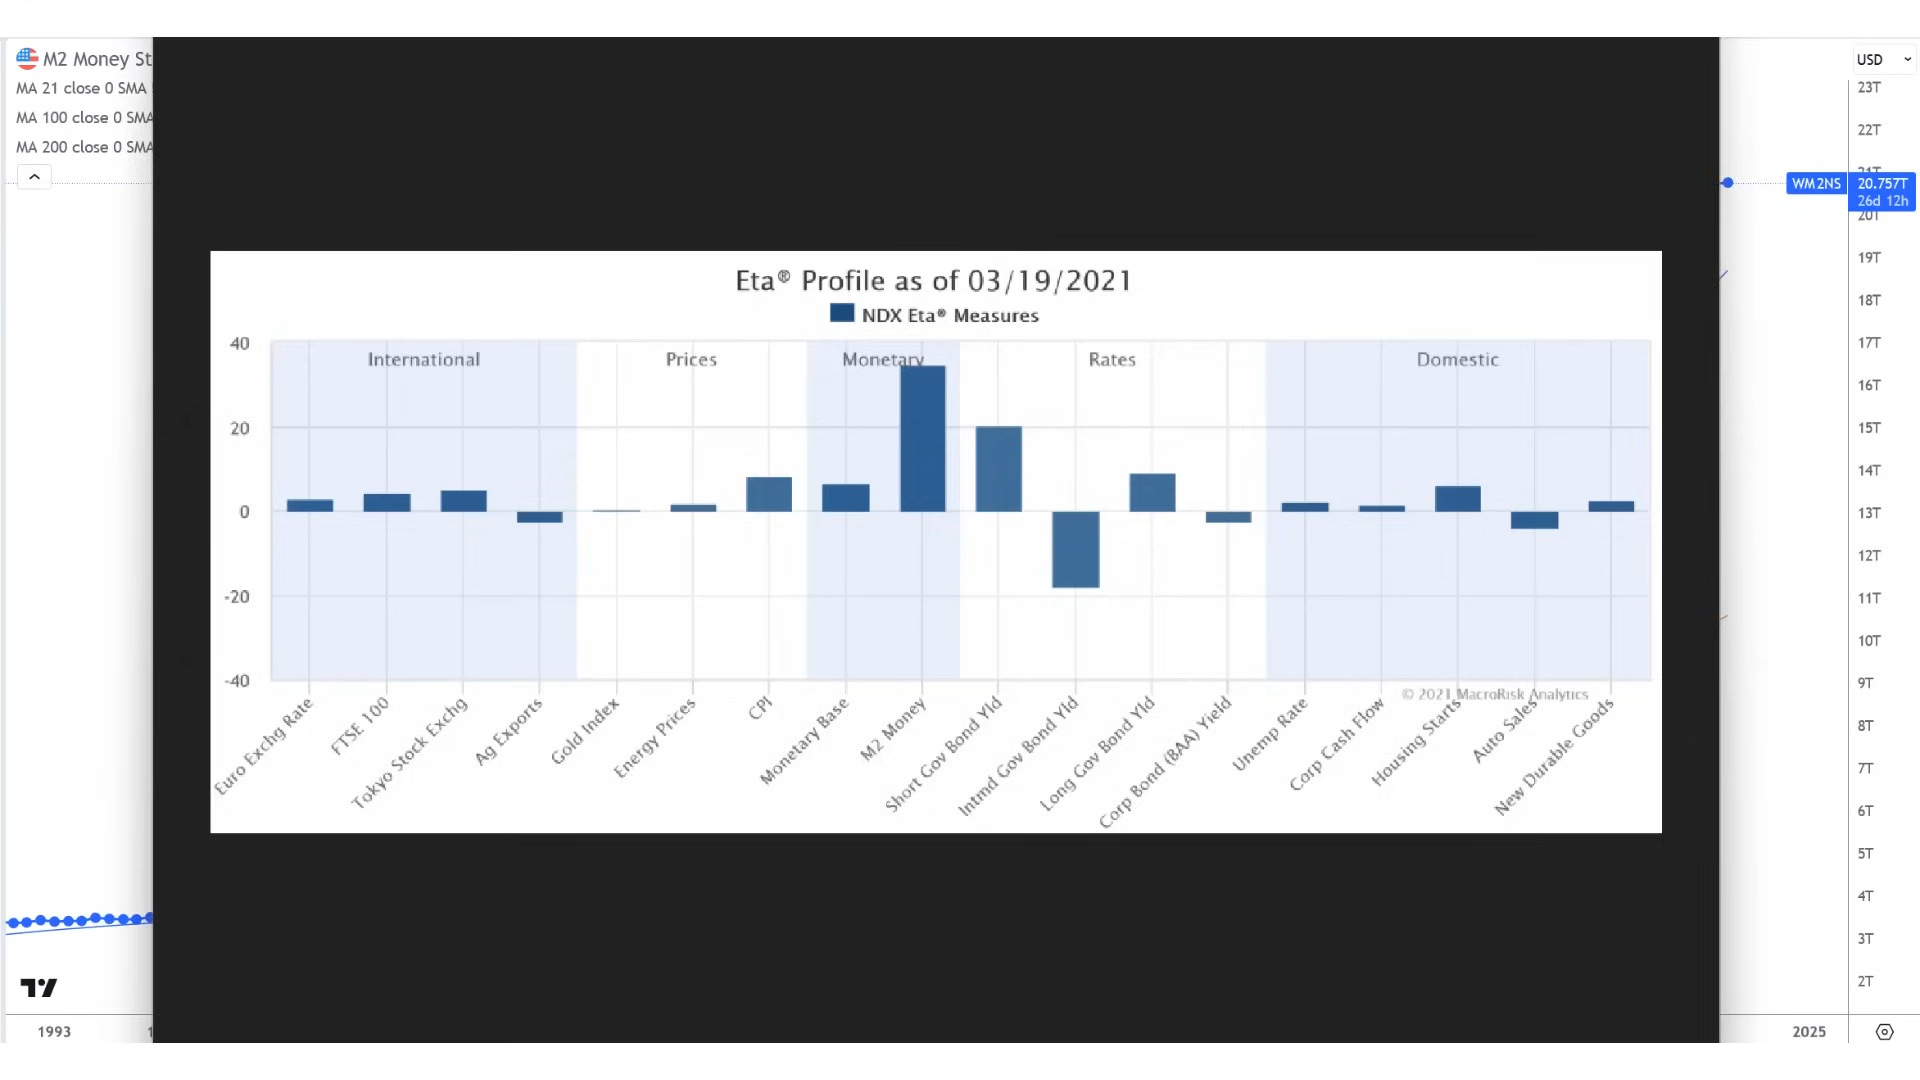 M2 Money St
MA 21 close 0 SMA
MA 100 close 0 SMA
MA 200 close 0 SMA
Eta® Profile as of 03/19/2021
NDX Eta® Measures
40
20
0
-20
-40
International
Prices
Monetary
Rates
Domestic
© 2021 MacroRisk Analytics
Euro Exchg Rate
FTSE 100
Tokyo Stock Exchg
Ag Exports
Gold Index
Energy Prices
CPI
Monetary Base
M2 Money
Short Gov Bond Yld
Intmd Gov Bond Yld
Long Gov Bond Yld
Corp Bond (BAA) Yield
Unemp Rate
Corp Cash Flow
Housing Starts
Auto Sales
New Durable Goods
USD
23T
22T
21T
WM2NS
20.757T
26d 12h
20T
19T
18T
17T
16T
15T
14T
13T
12T
11T
10T
9T
8T
7T
6T
5T
4T
3T
2T
1993
1
2025